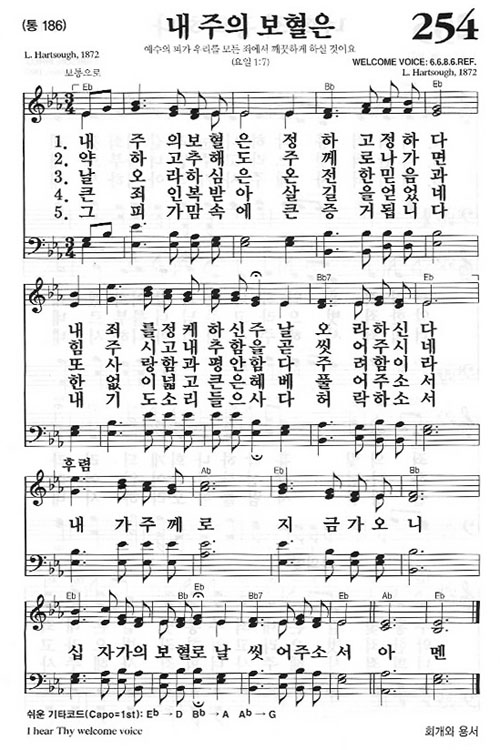 (통 186)
내 주의 보혈은
254
예수의 피가 우리를 모든 죄에서 깨끗하게 하실 것이요
(요일 1:7)
L. Hartsough, 1872
보통으로
WELCOME VOICE: 6.6.8.6.REF.
L. Hartsough, 1872
Eb Bb Eb
1. 내 주 의보혈 은 정 하 고정하 다
2. 약 하 고추해 도 주 께 로나가 면
3. 날 오 라하심 은 온 전 한믿음 과
4. 큰 죄 인복받 아 살 길 을얻었 네
5. 그 피 가맘속 에 큰 증 거됩니 다
Bb7 Eb
내 죄 를정케 하신주 날 오 라하신 다
힘 주 시고내 추함을 곧 씻 어주시 네
또 사 랑함과 평안함 다 주 려함이 라
한 없 이넓고 큰은혜 베 풀 어주소 서
내 기 도소리 들으사 다 허 락하소 서
후렴
Eb Ab Eb Bb
내 가주께로 지 금가오 니
Eb Ab Eb Bb7 Eb Bb7 Eb
십 자가의 보혈로 날 씻 어주소 서 아 멘
쉬운 기타코드(Capo=1st): Eb → D Bb → A Ab → G
I hear Thy welcome voice
회개와 용서